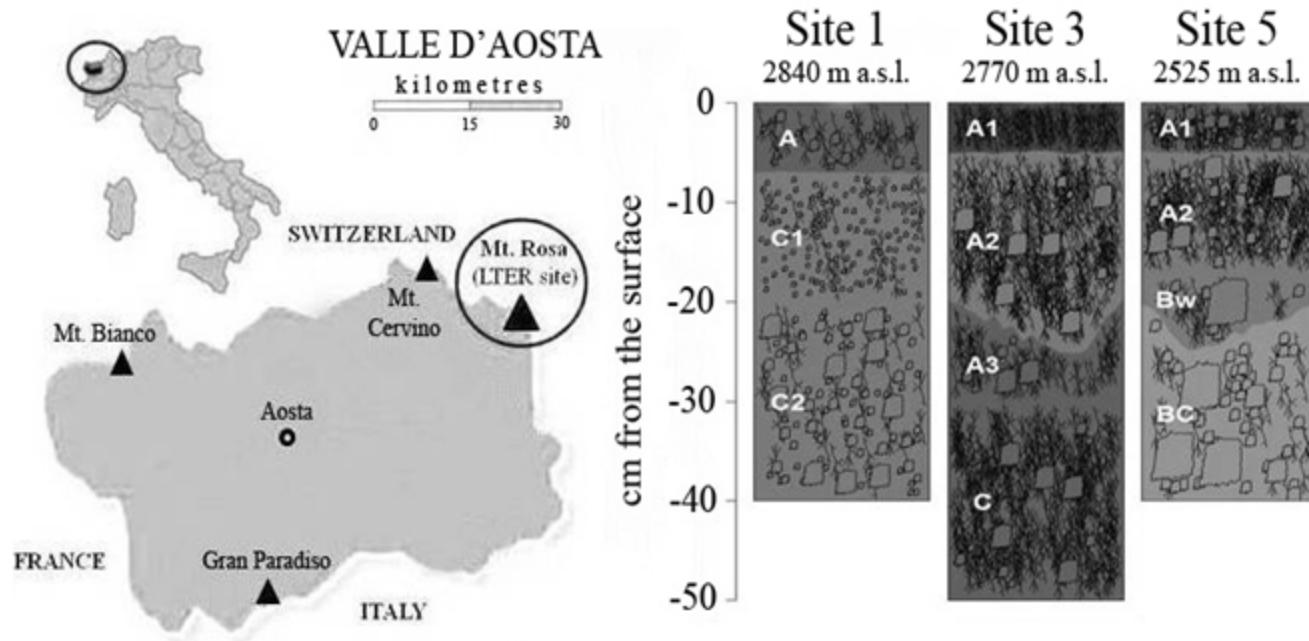 VALLE D'AOSTA
kilometres
0 15 30
SWITZERLAND
Mt. Rosa
(LTER site)
Mt.
Cervino
Mt. Bianco
Aosta
FRANCE
Gran Paradiso
ITALY
cm from the surface
0
-10
-20
-30
-40
-50
Site 1
2840 m a.s.l.
A
C1
C2
Site 3
2770 m a.s.l.
A1
A2
A3
C
Site 5
2525 m a.s.l.
A1
A2
Bw
BC